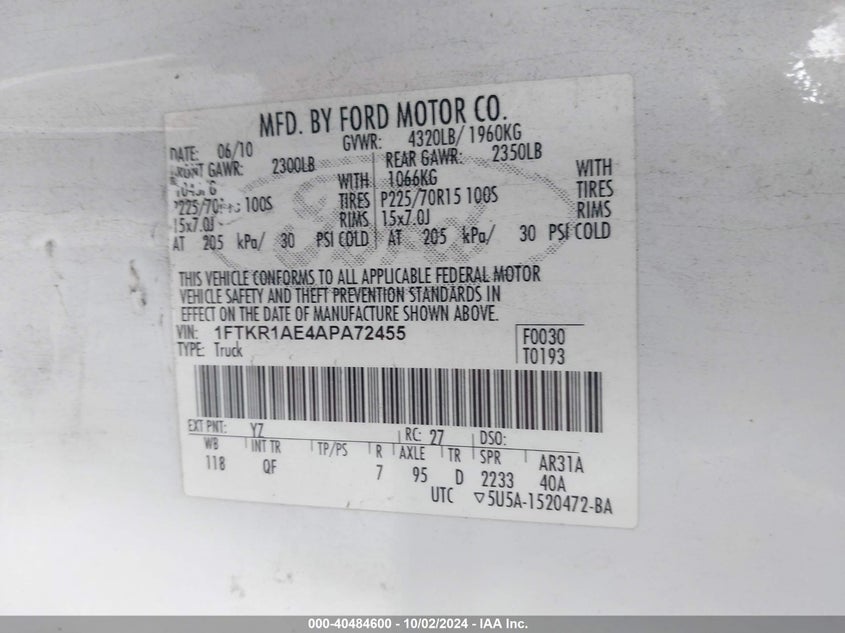 MFD. BY FORD MOTOR CO.
DATE: 06/10 GVWR: 4320LB/ 1960KG
FRONT GAWR: 2300LB REAR GAWR: 2350LB
WITH 1066KG WITH
P225/70R15 100S TIRES P225/70R15 100S TIRES
15x7.0J RIMS 15x7.0J RIMS
AT 205 kPa/ 30 PSI COLD AT 205 kPa/ 30 PSI COLD
THIS VEHICLE CONFORMS TO ALL APPLICABLE FEDERAL MOTOR
VEHICLE SAFETY AND THEFT PREVENTION STANDARDS IN
EFFECT ON THE DATE OF MANUFACTURE SHOWN ABOVE.
VIN: 1FTKR1AE4APA72455 F0030
TYPE: Truck T0193
EXT PNT: YZ RC: 27 DSO:
WB INT TR TP/PS R AXLE TR SPR AR31A
118 QF 7 95 D 2233 40A
UTC ▽5U5A-1520472-BA
000-40484600 - 10/02/2024 - IAA Inc.